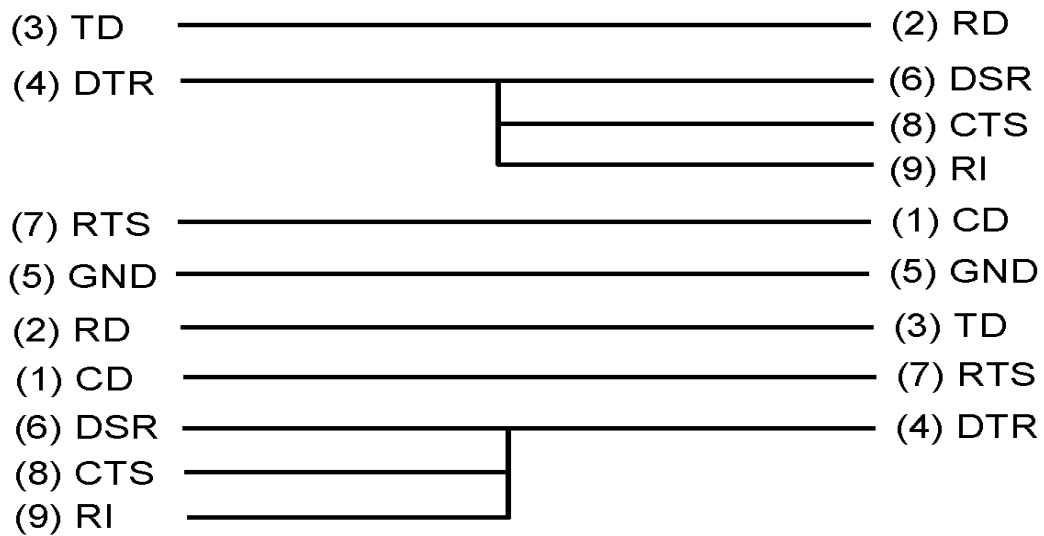 (3) TD (2) RD
(4) DTR (6) DSR
(8) CTS
(9) RI
(7) RTS (1) CD
(5) GND (5) GND
(2) RD (3) TD
(1) CD (7) RTS
(6) DSR (4) DTR
(8) CTS
(9) RI